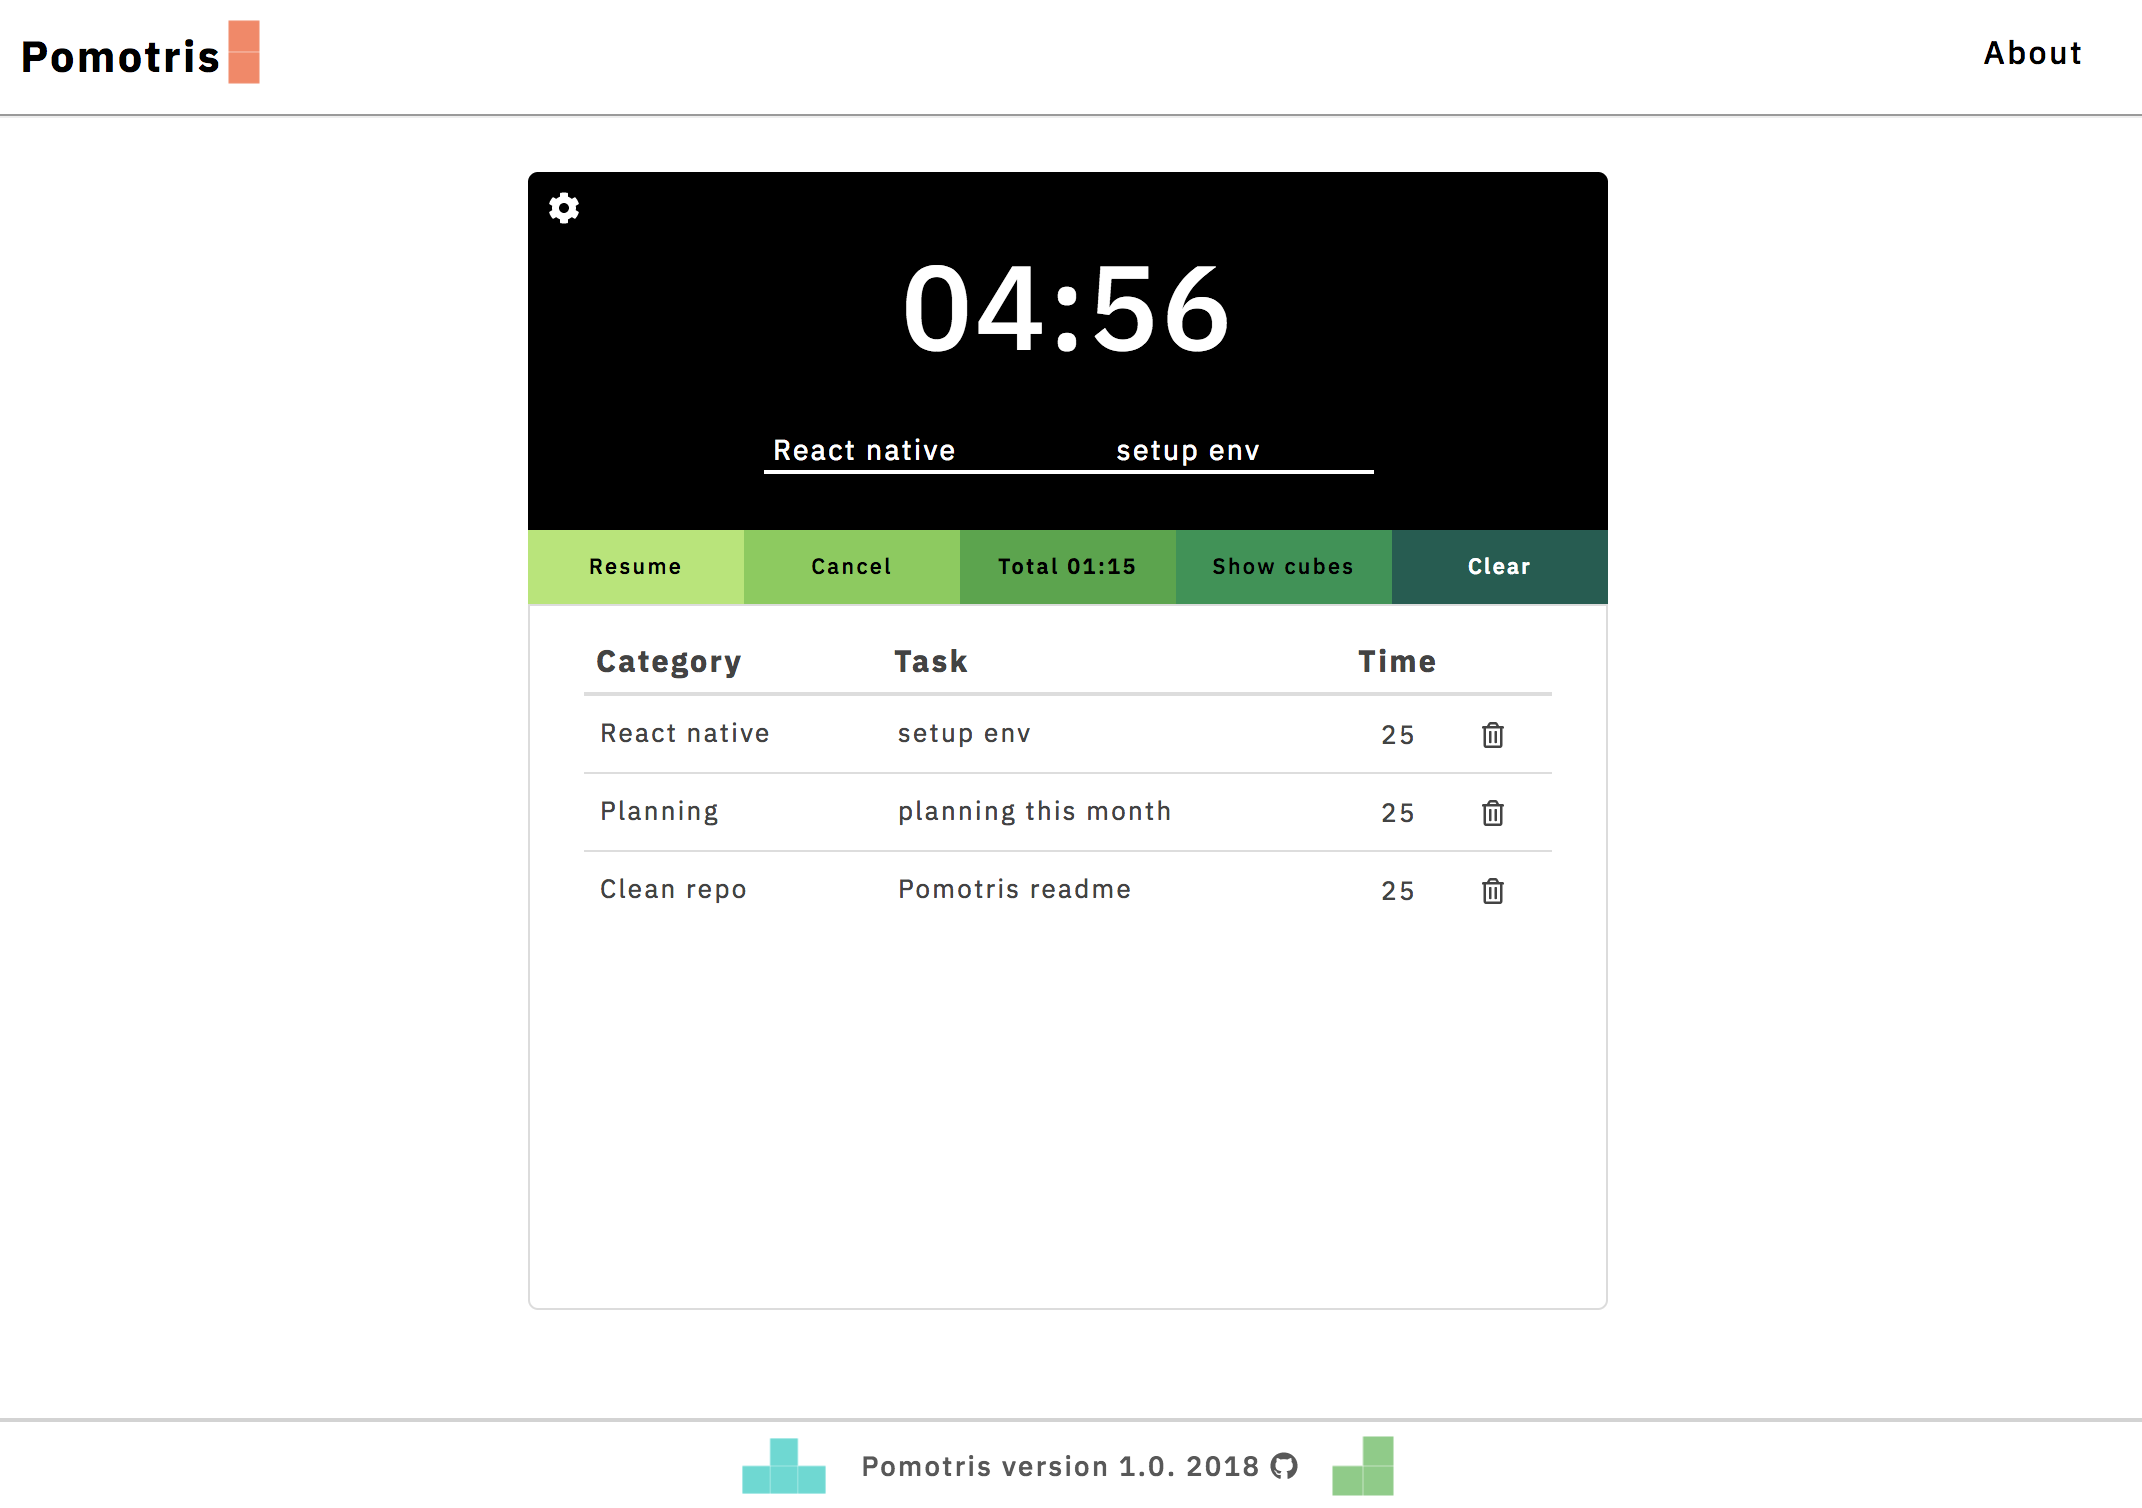 Pomotris About
04:56
React native setup env
Resume Cancel Total 01:15 Show cubes Clear
Category Task Time
React native setup env 25
Planning planning this month 25
Clean repo Pomotris readme 25
Pomotris version 1.0. 2018